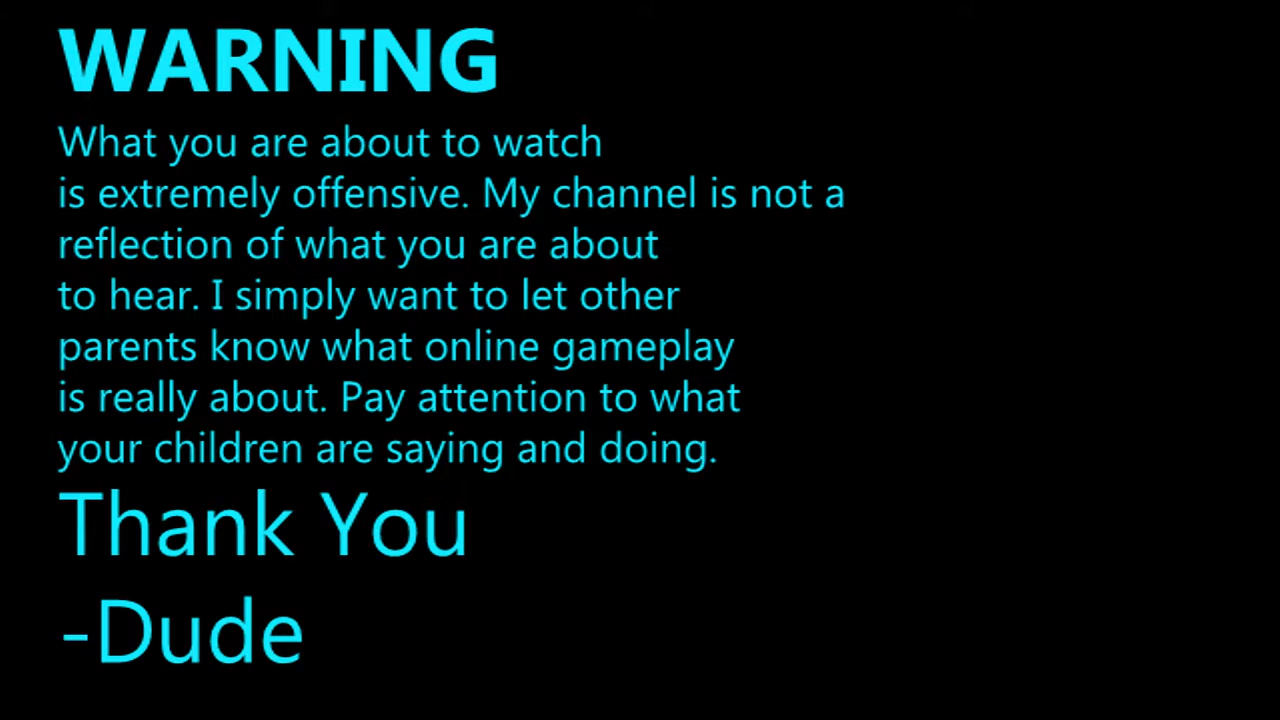 WARNING
What you are about to watch
is extremely offensive. My channel is not a
reflection of what you are about
to hear. I simply want to let other
parents know what online gameplay
is really about. Pay attention to what
your children are saying and doing.
Thank You
-Dude